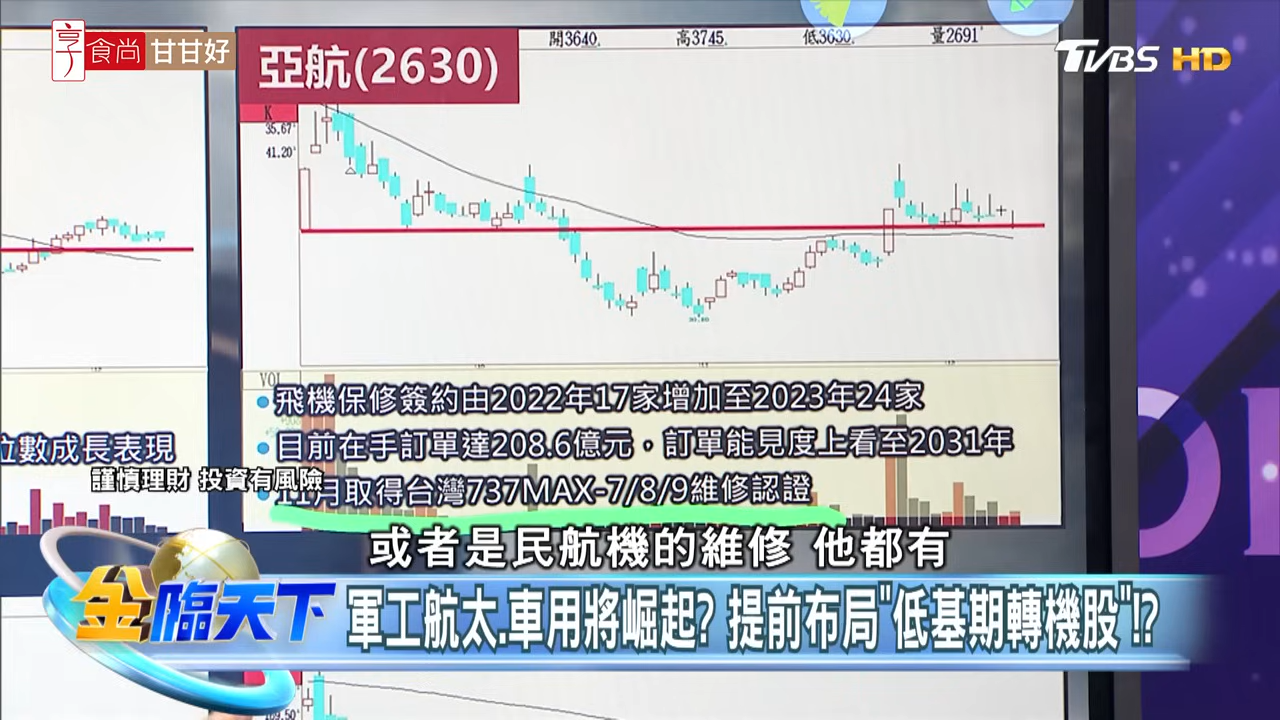 享
食尚
甘甘好
亞航(2630)
開3640.
高3745.
低3630.
量2691'
TVBS HD
K
35.67'
41.20'
VOL
飛機保修簽約由2022年17家增加至2023年24家
位數成長表現
目前在手訂單達208.6億元,訂單能見度上看至2031年
謹慎理財 投資有風險
11月取得台灣737MAX-7/8/9維修認證
或者是民航機的維修 他都有
金臨天下
軍工航太.車用將崛起? 提前布局"低基期轉機股"!?
109.50'